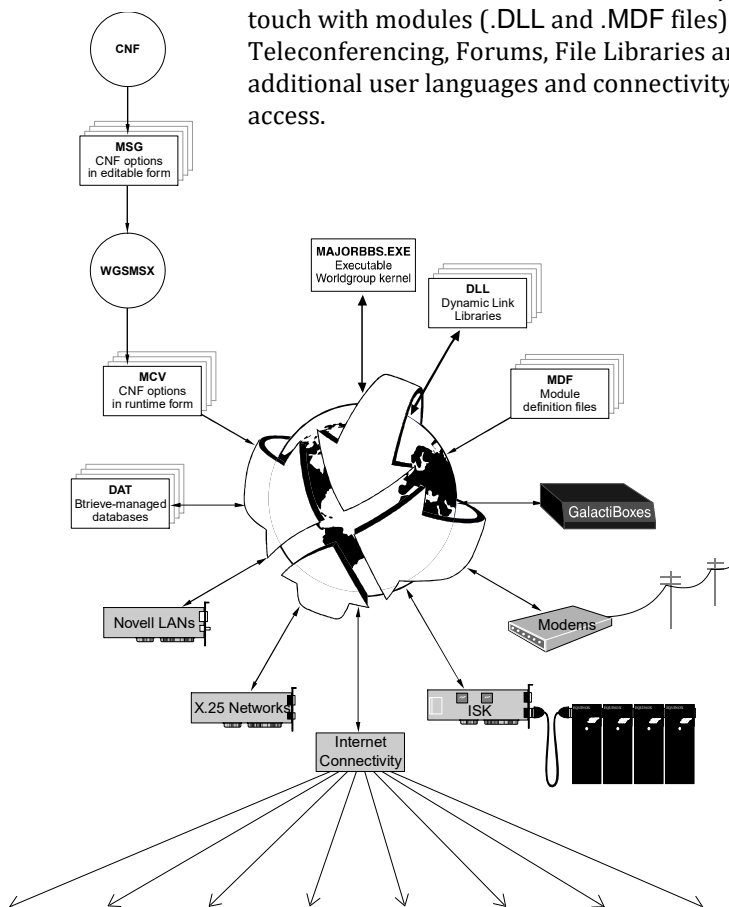 touch with modules (.DLL and .MDF files)
Teleconferencing, Forums, File Libraries
additional user languages and connectivity
access.
CNF
MSG
CNF options
in editable form
WGSMSX
MCV
CNF options
in runtime form
MAJORBBS.EXE
Executable
Worldgroup kernel
DLL
Dynamic Link
Libraries
MDF
Module
definition files
DAT
Btrieve-managed
databases
GalactiBoxes
Novell LANs
Modems
X.25 Networks
ISK
Internet
Connectivity